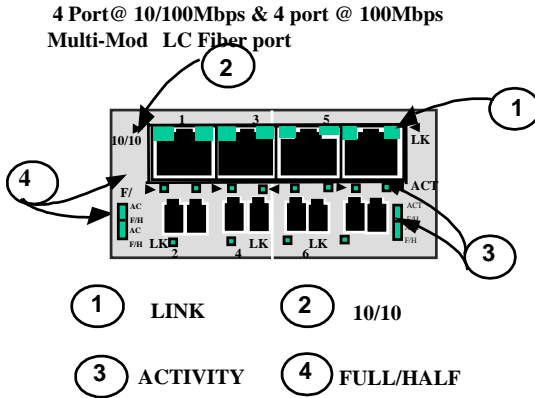 4 Port@ 10/100Mbps & 4 port @ 100Mbps
Multi-Mod LC Fiber port
2
1
1 3 5
10/10 LK
4
F/ ACT
AC ACT
F/H F/H
AC
F/H LK LK LK F/H
2 4 6
3
1 LINK 2 10/10
3 ACTIVITY 4 FULL/HALF